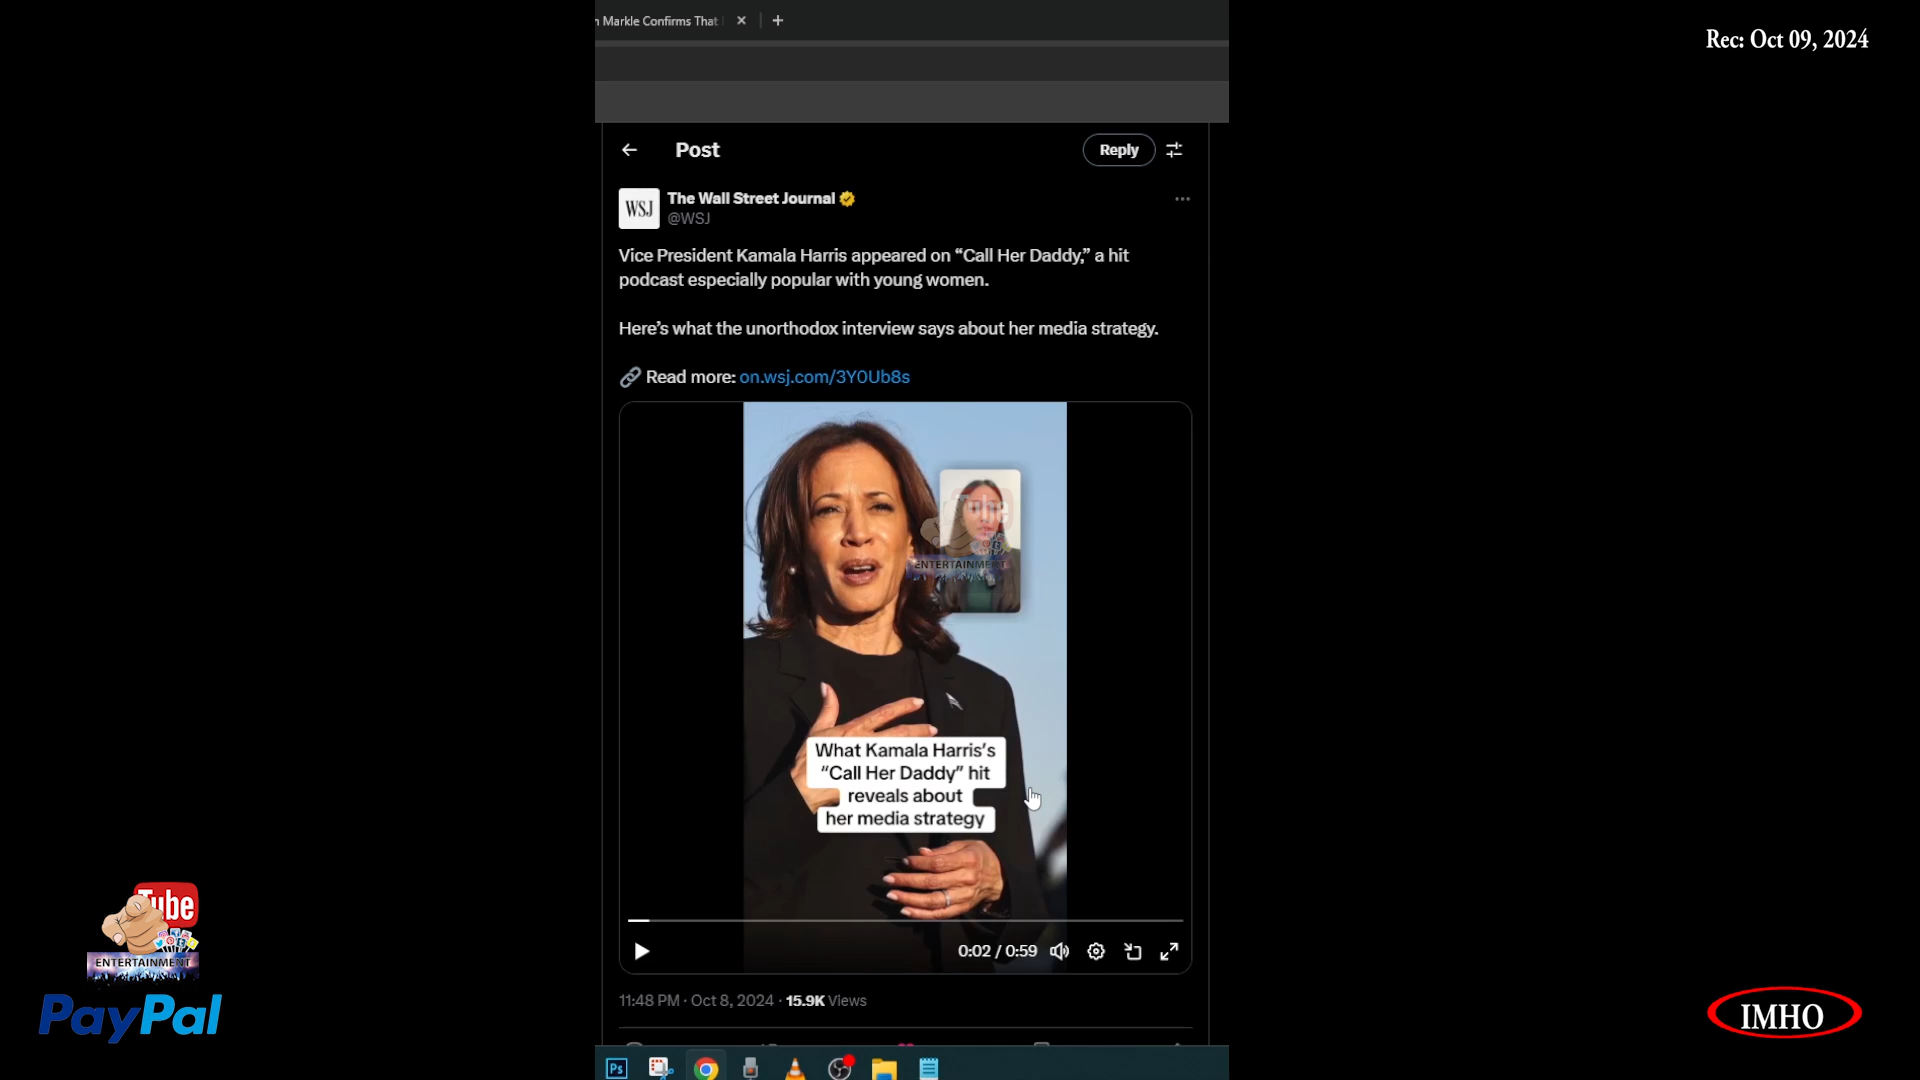 n Markle Confirms That
Rec: Oct 09, 2024
Post
Reply
WSJ
The Wall Street Journal
@WSJ
Vice President Kamala Harris appeared on “Call Her Daddy,” a hit
podcast especially popular with young women.
Here’s what the unorthodox interview says about her media strategy.
Read more: on.wsj.com/3Y0Ub8s
Tube
ENTERTAINMENT
What Kamala Harris’s
“Call Her Daddy” hit
reveals about
her media strategy
0:02 / 0:59
11:48 PM · Oct 8, 2024 · 15.9K Views
Tube
ENTERTAINMENT
PayPal
IMHO
Ps